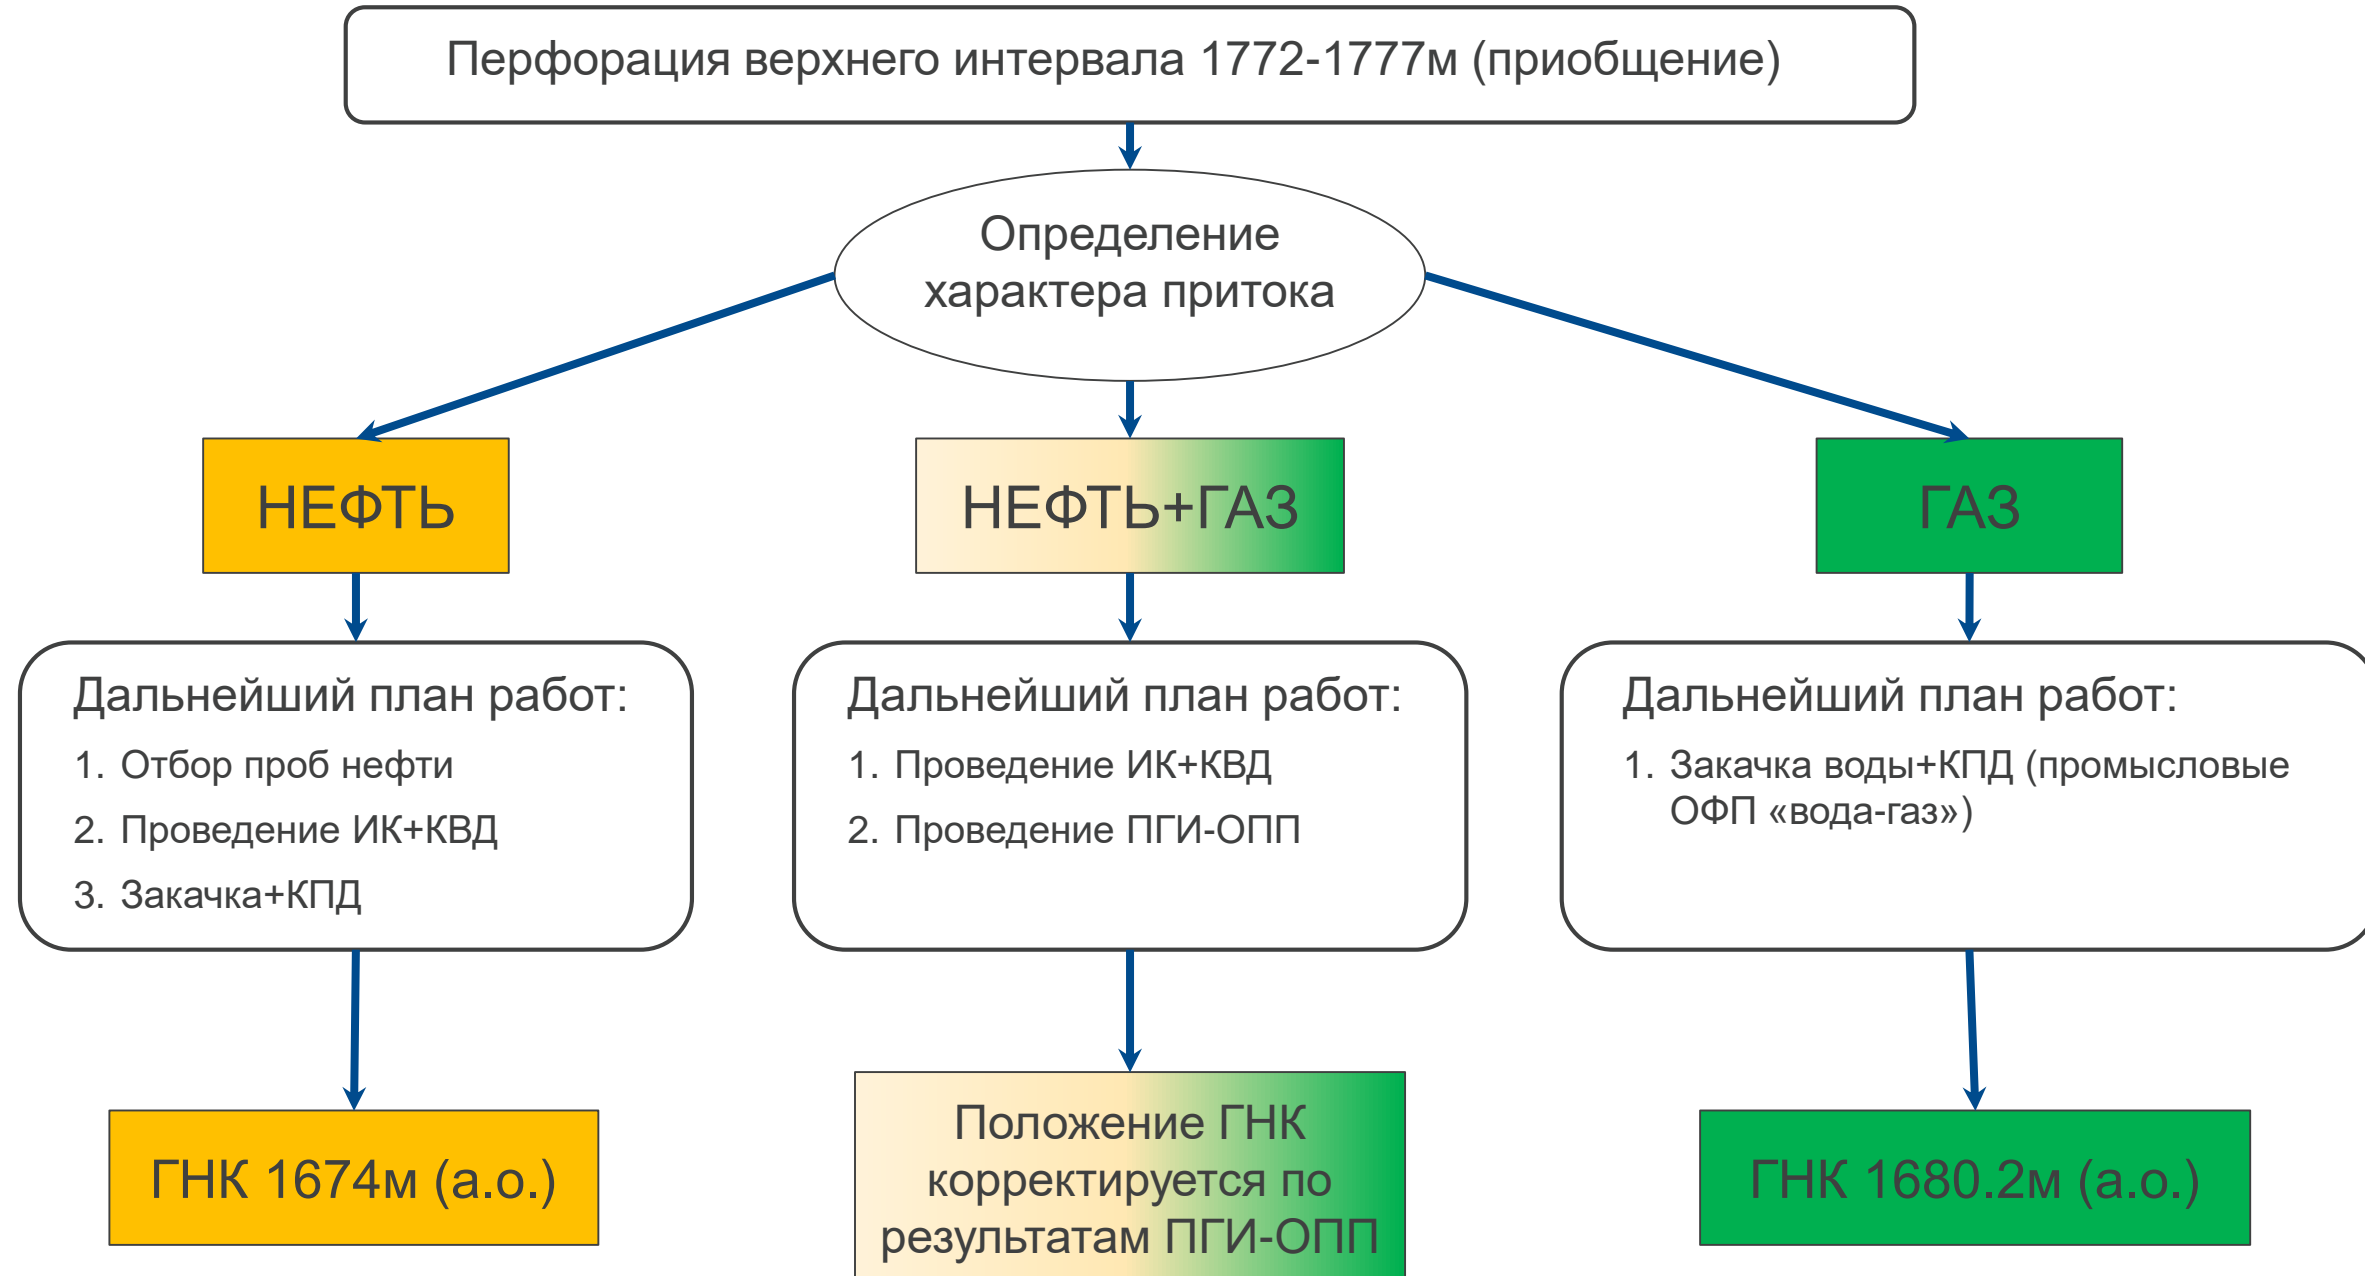 Перфорация верхнего интервала 1772-1777м (приобщение)
Определение
характера притока
НЕФТЬ
НЕФТЬ+ГАЗ
ГАЗ
Дальнейший план работ:
1. Отбор проб нефти
2. Проведение ИК+КВД
3. Закачка+КПД
Дальнейший план работ:
1. Проведение ИК+КВД
2. Проведение ПГИ-ОПП
Дальнейший план работ:
1. Закачка воды+КПД (промысловые
ОФП «вода-газ»)
ГНК 1674м (а.о.)
Положение ГНК
корректируется по
результатам ПГИ-ОПП
ГНК 1680.2м (а.о.)